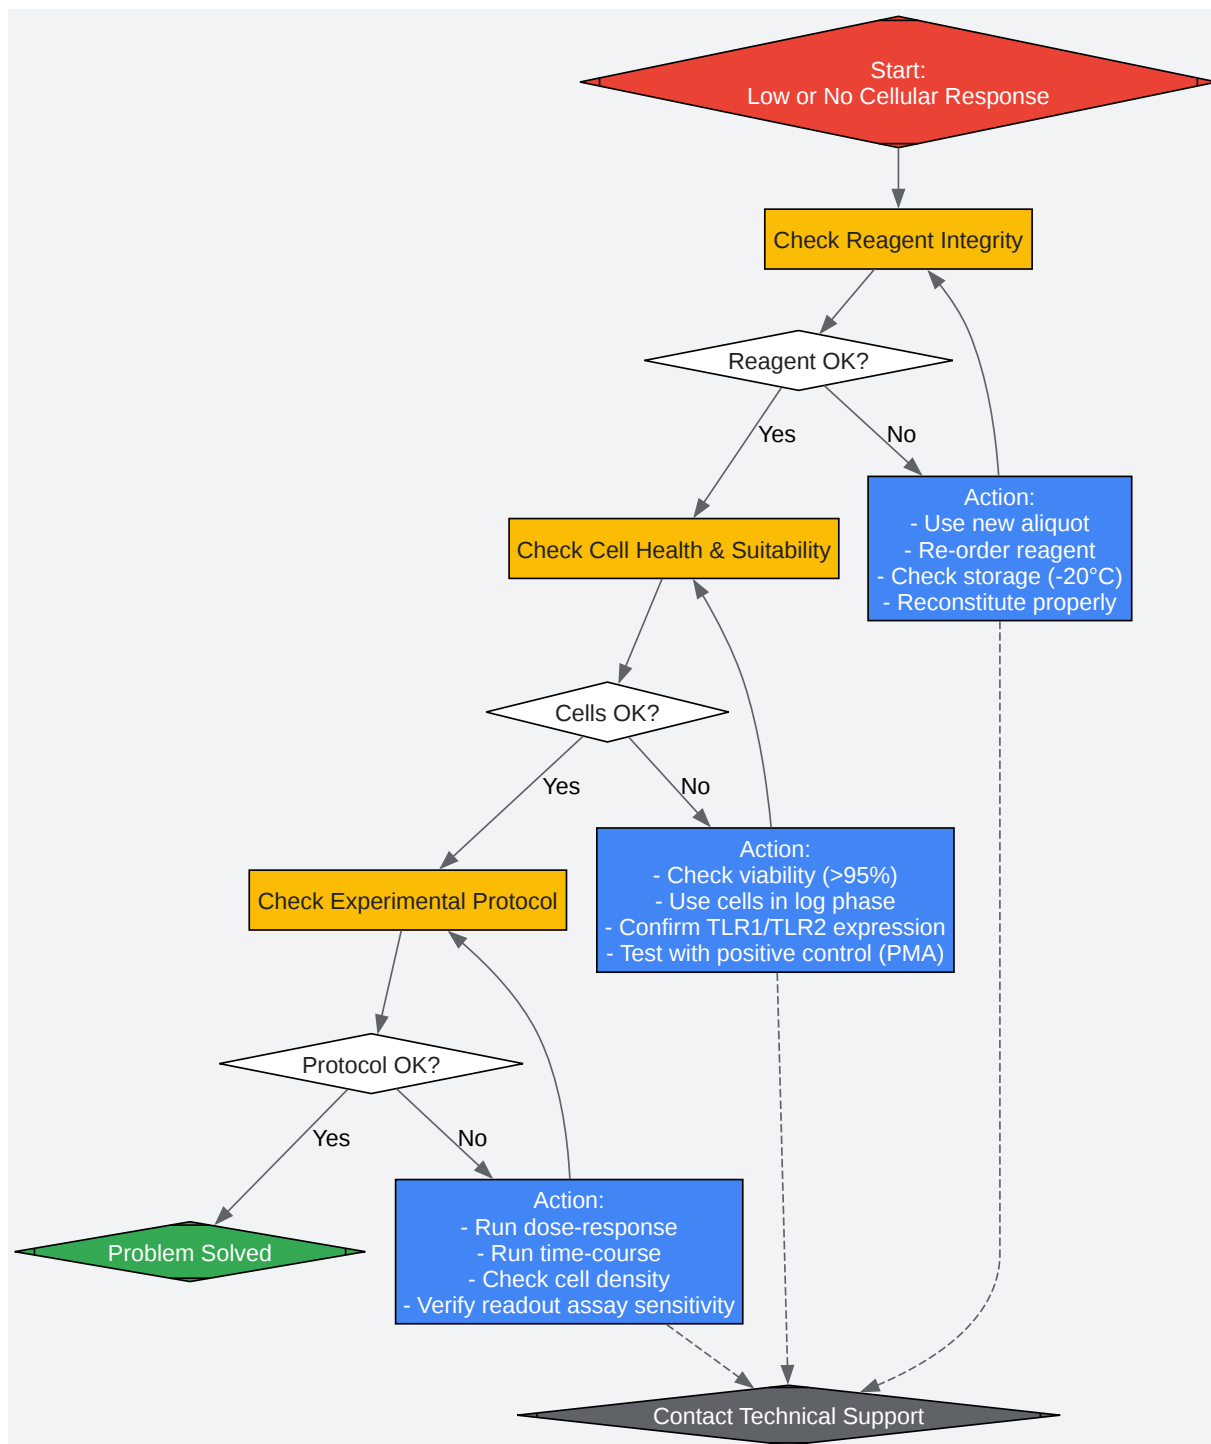 Start:
Low or No Cellular Response
Check Reagent Integrity
Reagent OK?
Yes
No
Action:
- Use new aliquot
- Re-order reagent
- Check storage (-20°C)
- Reconstitute properly
Check Cell Health & Suitability
Cells OK?
Yes
No
Action:
- Check viability (>95%)
- Use cells in log phase
- Confirm TLR1/TLR2 expression
- Test with positive control (PMA)
Check Experimental Protocol
Protocol OK?
Yes
No
Action:
- Run dose-response
- Run time-course
- Check cell density
- Verify readout assay sensitivity
Problem Solved
Contact Technical Support